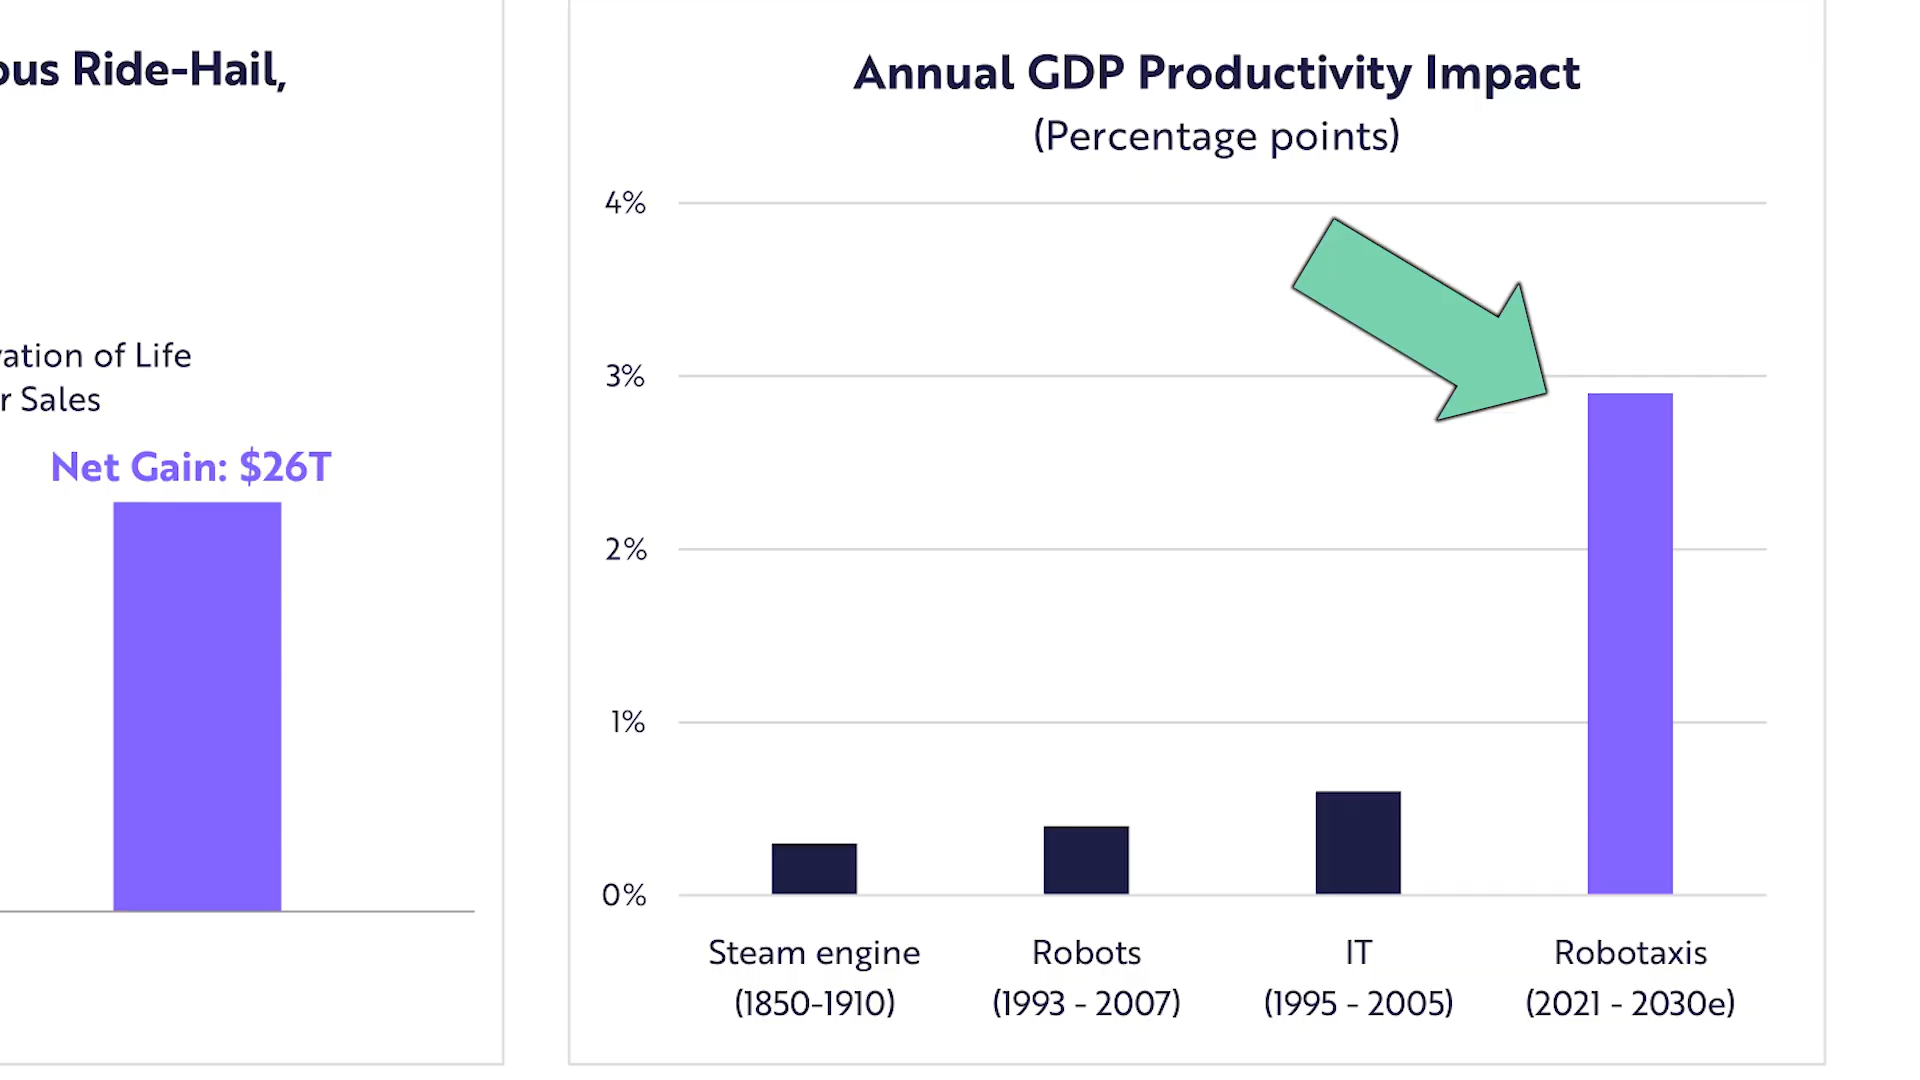 ous Ride-Hail,
ation of Life
r Sales
Net Gain: $26T
Annual GDP Productivity Impact
(Percentage points)
4%
3%
2%
1%
0%
Steam engine
(1850-1910)
Robots
(1993 - 2007)
IT
(1995 - 2005)
Robotaxis
(2021 - 2030e)